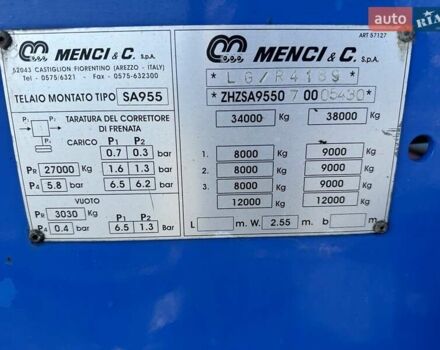 MENCI & C. S.p.A.
52043 CASTIGLION FIORENTINO (AREZZO - ITALY)
Tel - 0575/6321 - Fax - 0575-632300
TELAIO MONTATO TIPO SA955
TARATURA DEL CORRETTORE
DI FRENATA
CARICO P1 P2
0.7 0.3 bar
PR 27000 Kg 1.6 1.3 bar
P4 5.8 bar 6.5 6.2 bar
VUOTO
PR 3030 Kg P1 P2
P4 0.4 bar 6.5 1.3 Bar
ART 57127
MENCI & C. S.p.A.
* LG/R4189 *
* ZHZSA9550 7 00 05430 *
34000 Kg 38000 Kg
1. 8000 Kg 9000 Kg
2. 8000 Kg 9000 Kg
3. 8000 Kg 9000 Kg
12000 Kg 12000 Kg
L m. W. 2.55 m. b m.
RIA